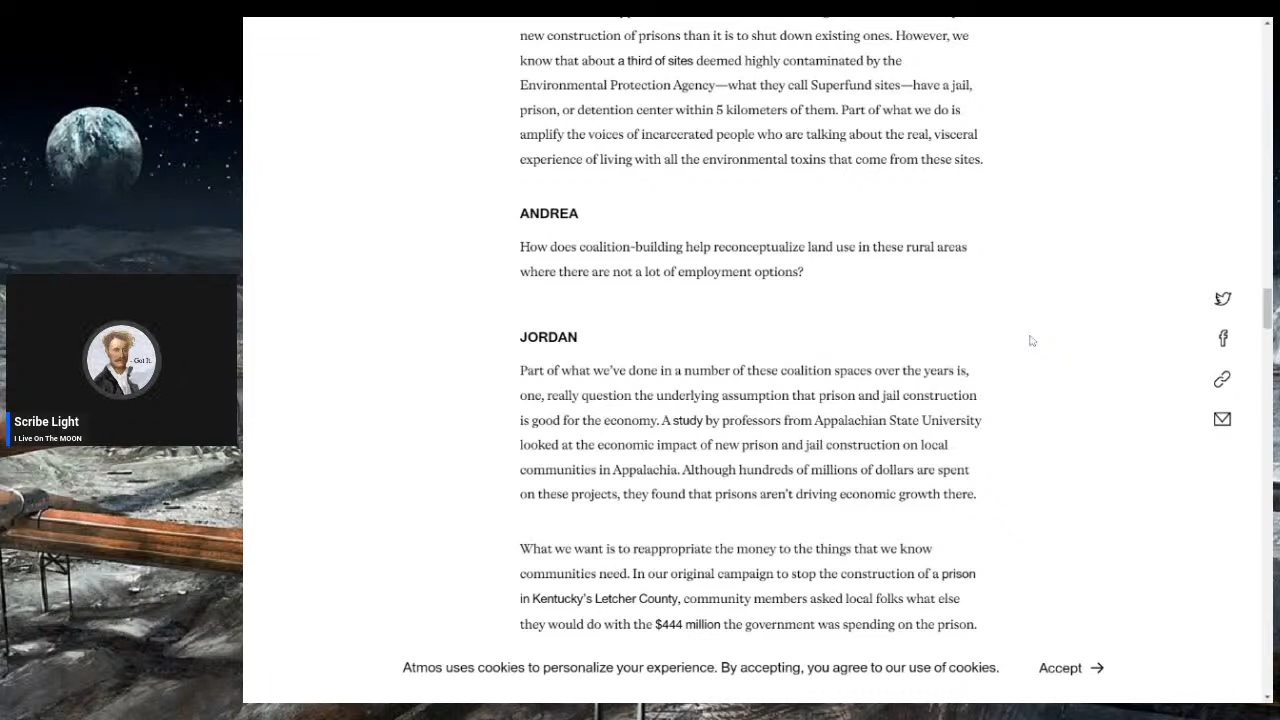 new construction of prisons than it is to shut down existing ones. However, we
know that about a third of sites deemed highly contaminated by the
Environmental Protection Agency—what they call Superfund sites—have a jail,
prison, or detention center within 5 kilometers of them. Part of what we do is
amplify the voices of incarcerated people who are talking about the real, visceral
experience of living with all the environmental toxins that come from these sites.
ANDREA
How does coalition-building help reconceptualize land use in these rural areas
where there are not a lot of employment options?
JORDAN
Part of what we've done in a number of these coalition spaces over the years is,
one, really question the underlying assumption that prison and jail construction
is good for the economy. A study by professors from Appalachian State University
looked at the economic impact of new prison and jail construction on local
communities in Appalachia. Although hundreds of millions of dollars are spent
on these projects, they found that prisons aren't driving economic growth there.
What we want is to reappropriate the money to the things that we know
communities need. In our original campaign to stop the construction of a prison
in Kentucky's Letcher County, community members asked local folks what else
they would do with the $444 million the government was spending on the prison.
Atmos uses cookies to personalize your experience. By accepting, you agree to our use of cookies.
Accept →
- Got It.
Scribe Light
I Live On The MOON